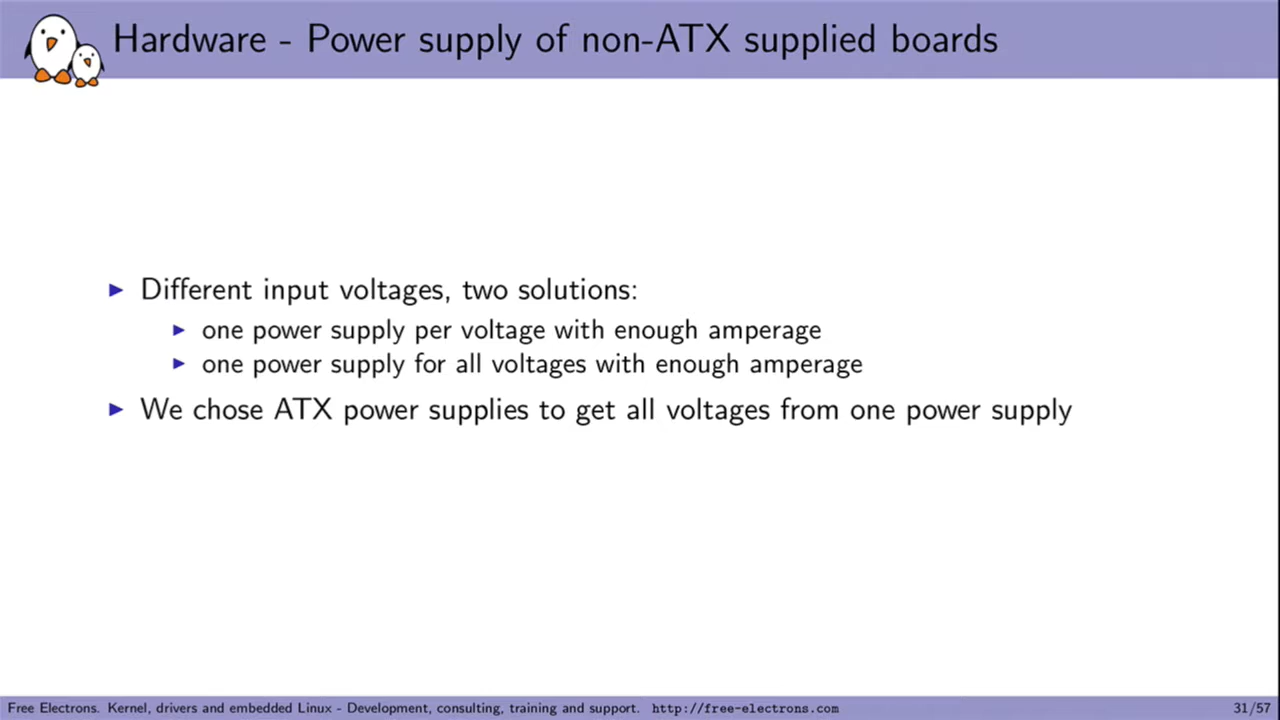 Hardware - Power supply of non-ATX supplied boards
Different input voltages, two solutions:
one power supply per voltage with enough amperage
one power supply for all voltages with enough amperage
We chose ATX power supplies to get all voltages from one power supply
Free Electrons. Kernel, drivers and embedded Linux - Development, consulting, training and support. http://free-electrons.com 31/57